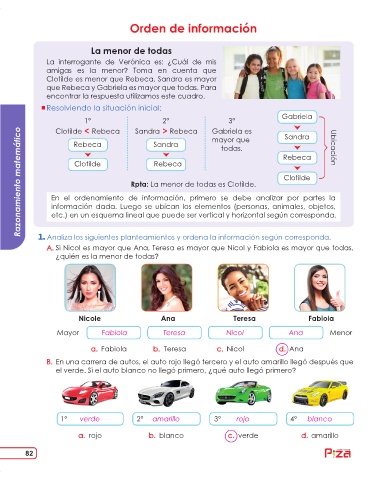 Orden de información
La menor de todas
La interrogante de Verónica es: ¿Cuál de mis
amigas es la menor? Toma en cuenta que
Clotilde es menor que Rebeca, Sandra es mayor
que Rebeca y Gabriela es mayor que todas. Para
encontrar la respuesta utilizamos este cuadro.
Resolviendo la situación inicial:
1° 2° 3°
Clotilde < Rebeca Sandra > Rebeca Gabriela es
mayor que
todas.
Rebeca
Clotilde
Sandra
Rebeca
Gabriela
Sandra
Rebeca
Clotilde
Ubicación
Rpta: La menor de todas es Clotilde.
En el ordenamiento de información, primero se debe analizar por partes la
información dada. Luego se ubican los elementos (personas, animales, objetos,
etc.) en un esquema lineal que puede ser vertical y horizontal según corresponda.
Razonamiento matemático
1. Analiza los siguientes planteamientos y ordena la información según corresponda.
A. Si Nicol es mayor que Ana, Teresa es mayor que Nicol y Fabiola es mayor que todas,
¿quién es la menor de todas?
Nicole Ana Teresa Fabiola
Mayor Fabiola Teresa Nicol Ana Menor
a. Fabiola b. Teresa c. Nicol d. Ana
B. En una carrera de autos, el auto rojo llegó tercero y el auto amarillo llegó después que
el verde. Si el auto blanco no llegó primero, ¿qué auto llegó primero?
1° verde 2° amarillo 3° rojo 4° blanco
a. rojo b. blanco c. verde d. amarillo
82
Piza